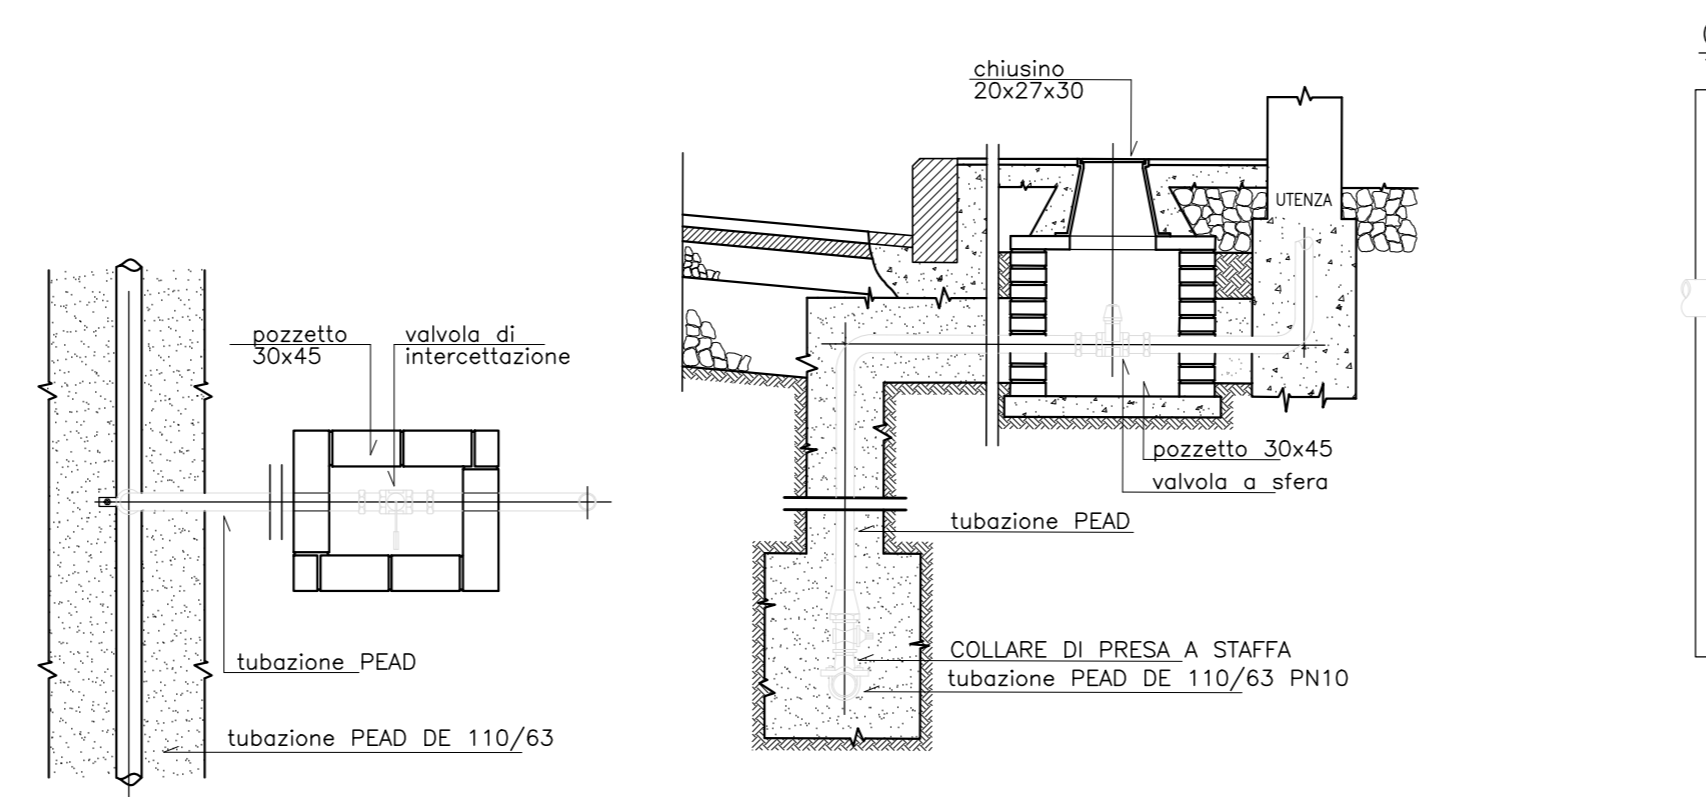 pozzetto
30x45
valvola di
intercettazione
tubazione PEAD
tubazione PEAD DE 110/63
chiusino
20x27x30
UTENZA
pozzetto 30x45
valvola a sfera
tubazione PEAD
COLLARE DI PRESA A STAFFA
tubazione PEAD DE 110/63 PN10